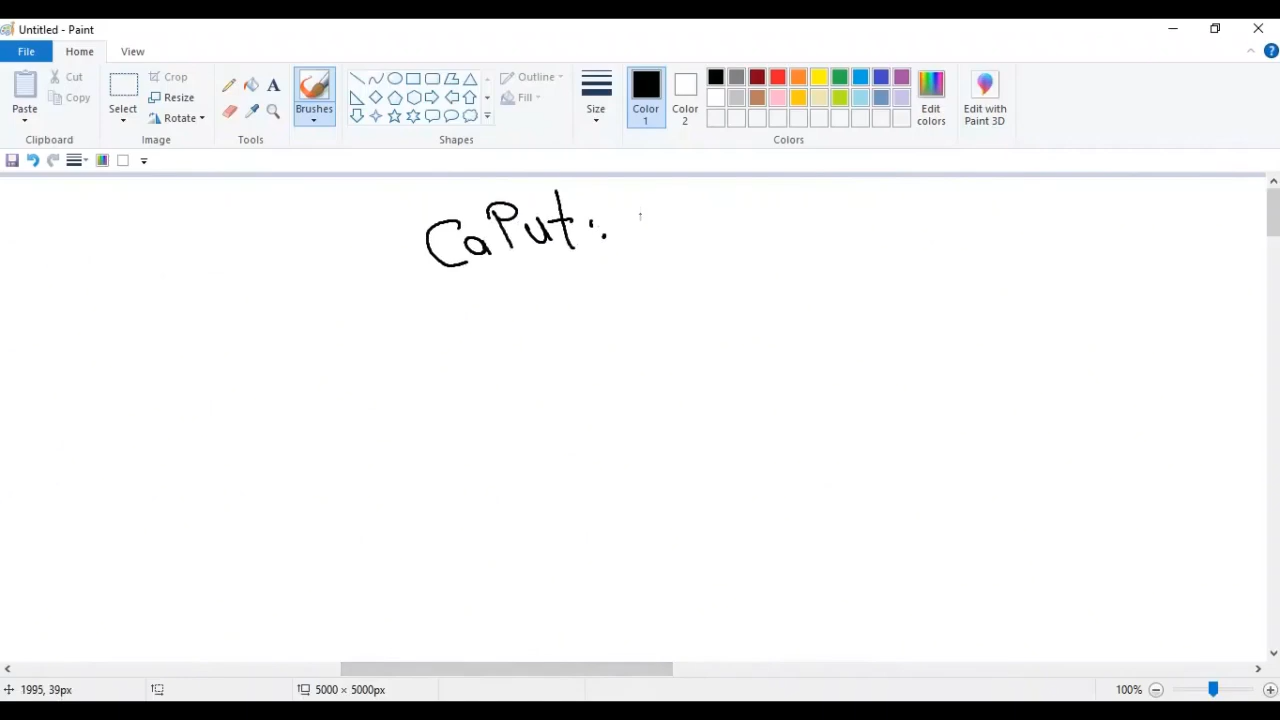 Untitled - Paint
File Home View
Paste
Cut
Copy
Clipboard
Select
Crop
Resize
Rotate
Image
A
Tools
Brushes
Shapes
Outline
Fill
Size
Color 1
Color 2
Colors
Edit colors
Edit with Paint 3D
CaPut:
1995, 39px
5000 × 5000px
100%